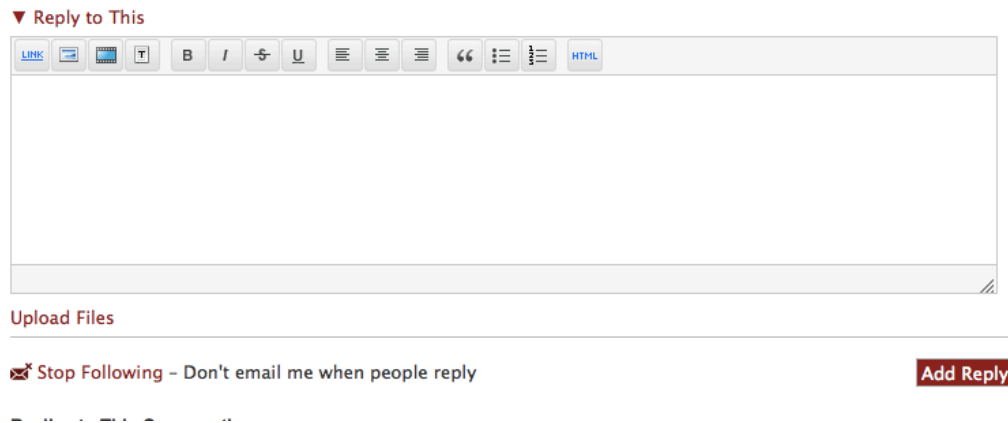 ▼ Reply to This
LINK T B I S U “ HTML
Upload Files
Stop Following – Don't email me when people reply
Add Reply